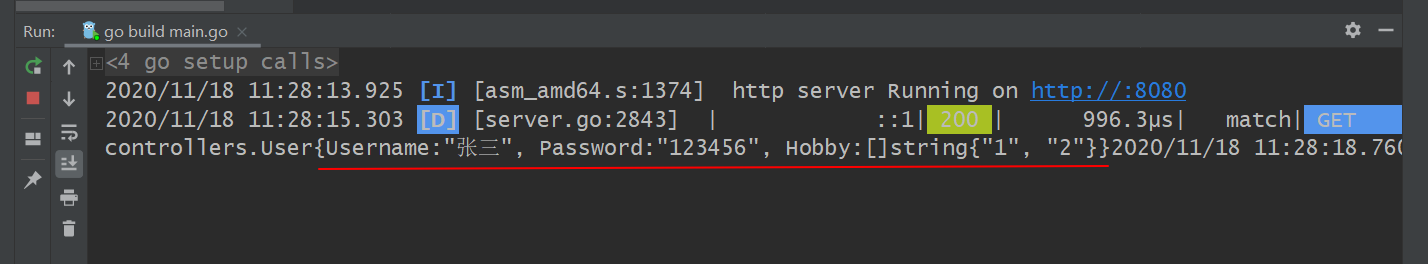 Run: go build main.go
<4 go setup calls>
2020/11/18 11:28:13.925 [I] [asm_amd64.s:1374] http server Running on http://:8080
2020/11/18 11:28:15.303 [D] [server.go:2843] | ::1| 200 | 996.3µs| match| GET
controllers.User{Username:"张三", Password:"123456", Hobby:[]string{"1", "2"}}2020/11/18 11:28:18.760